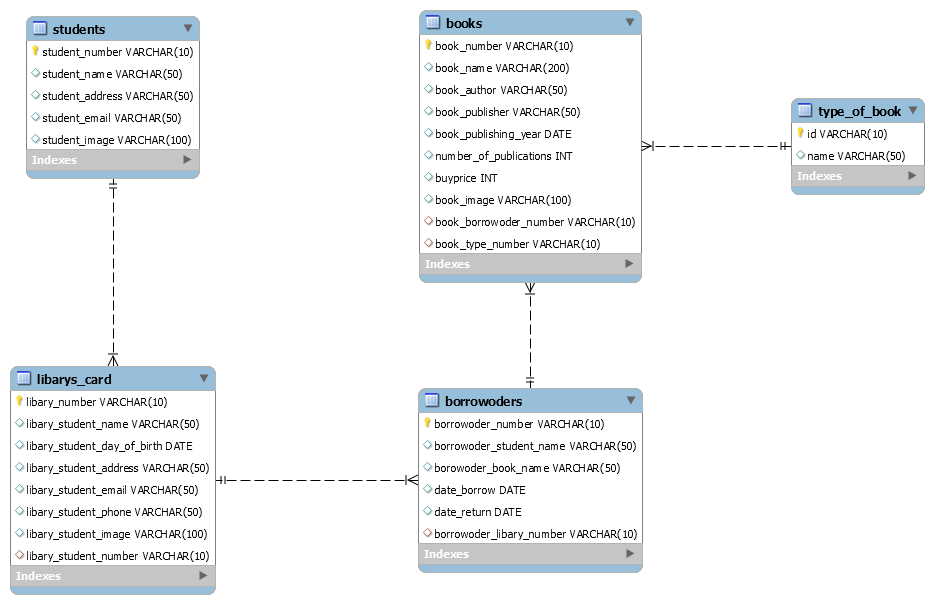 students
student_number VARCHAR(10)
student_name VARCHAR(50)
student_address VARCHAR(50)
student_email VARCHAR(50)
student_image VARCHAR(100)
Indexes
books
book_number VARCHAR(10)
book_name VARCHAR(200)
book_author VARCHAR(50)
book_publisher VARCHAR(50)
book_publishing_year DATE
number_of_publications INT
buyprice INT
book_image VARCHAR(100)
book_borrowoder_number VARCHAR(10)
book_type_number VARCHAR(10)
Indexes
type_of_book
id VARCHAR(10)
name VARCHAR(50)
Indexes
libarys_card
libary_number VARCHAR(10)
libary_student_name VARCHAR(50)
libary_student_day_of_birth DATE
libary_student_address VARCHAR(50)
libary_student_email VARCHAR(50)
libary_student_phone VARCHAR(50)
libary_student_image VARCHAR(100)
libary_student_number VARCHAR(10)
Indexes
borrowoders
borrowoder_number VARCHAR(10)
borrowoder_student_name VARCHAR(50)
borowoder_book_name VARCHAR(50)
date_borrow DATE
date_return DATE
borrowoder_libary_number VARCHAR(10)
Indexes